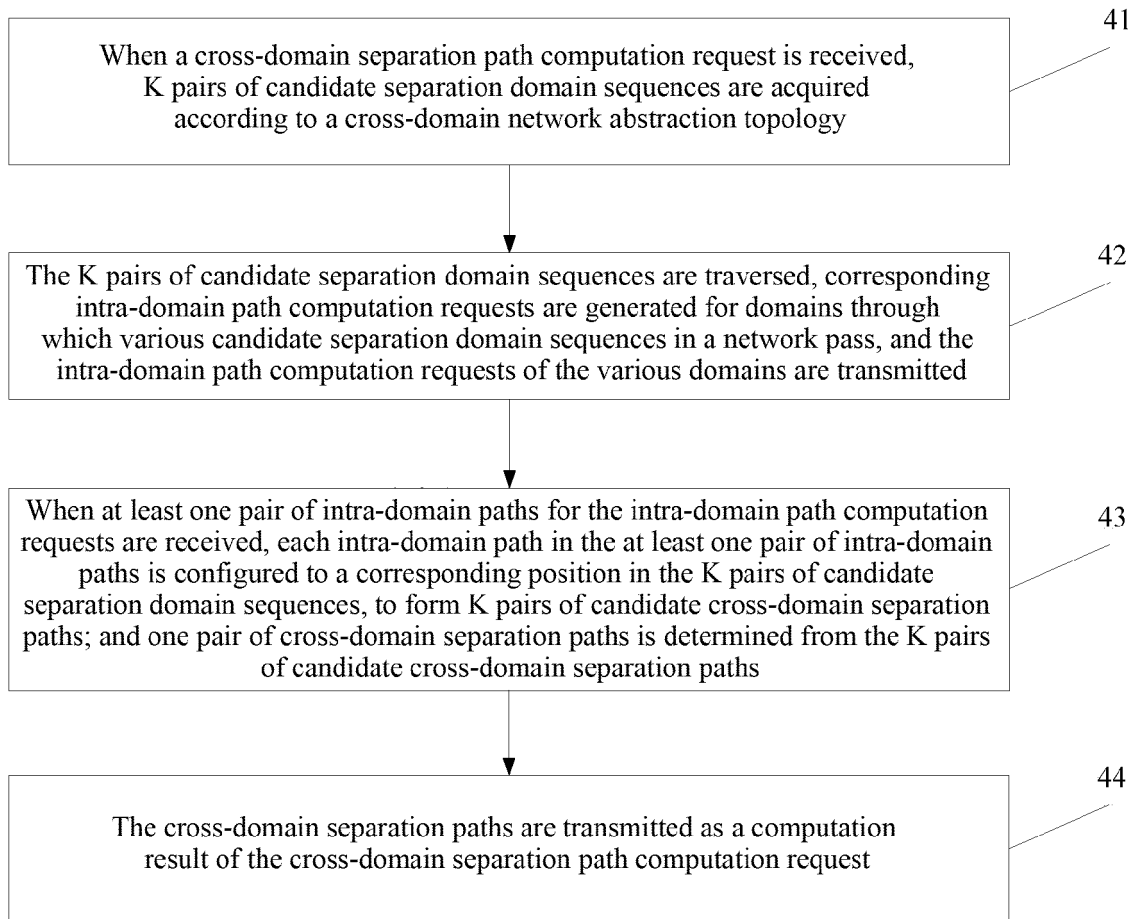 41
When a cross-domain separation path computation request is received,
K pairs of candidate separation domain sequences are acquired
according to a cross-domain network abstraction topology
42
The K pairs of candidate separation domain sequences are traversed, corresponding
intra-domain path computation requests are generated for domains through
which various candidate separation domain sequences in a network pass, and the
intra-domain path computation requests of the various domains are transmitted
43
When at least one pair of intra-domain paths for the intra-domain path computation
requests are received, each intra-domain path in the at least one pair of intra-domain
paths is configured to a corresponding position in the K pairs of candidate
separation domain sequences, to form K pairs of candidate cross-domain separation
paths; and one pair of cross-domain separation paths is determined from the K pairs
of candidate cross-domain separation paths
44
The cross-domain separation paths are transmitted as a computation
result of the cross-domain separation path computation request